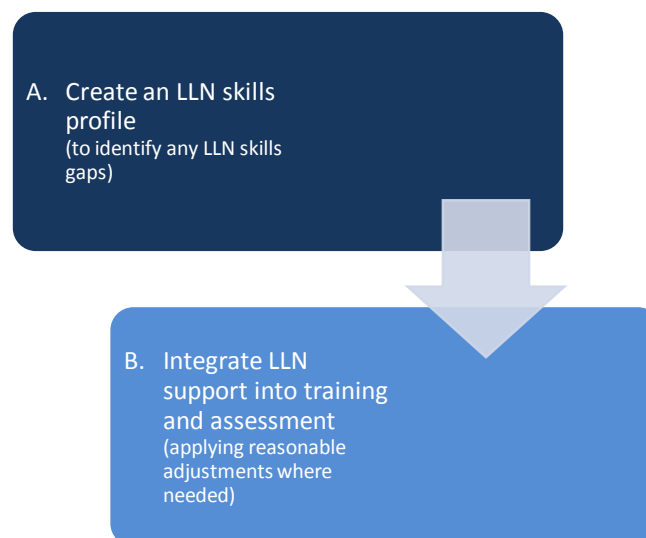 A. Create an LLN skills
profile
(to identify any LLN skills
gaps)
B. Integrate LLN
support into training
and assessment
(applying reasonable
adjustments where
needed)